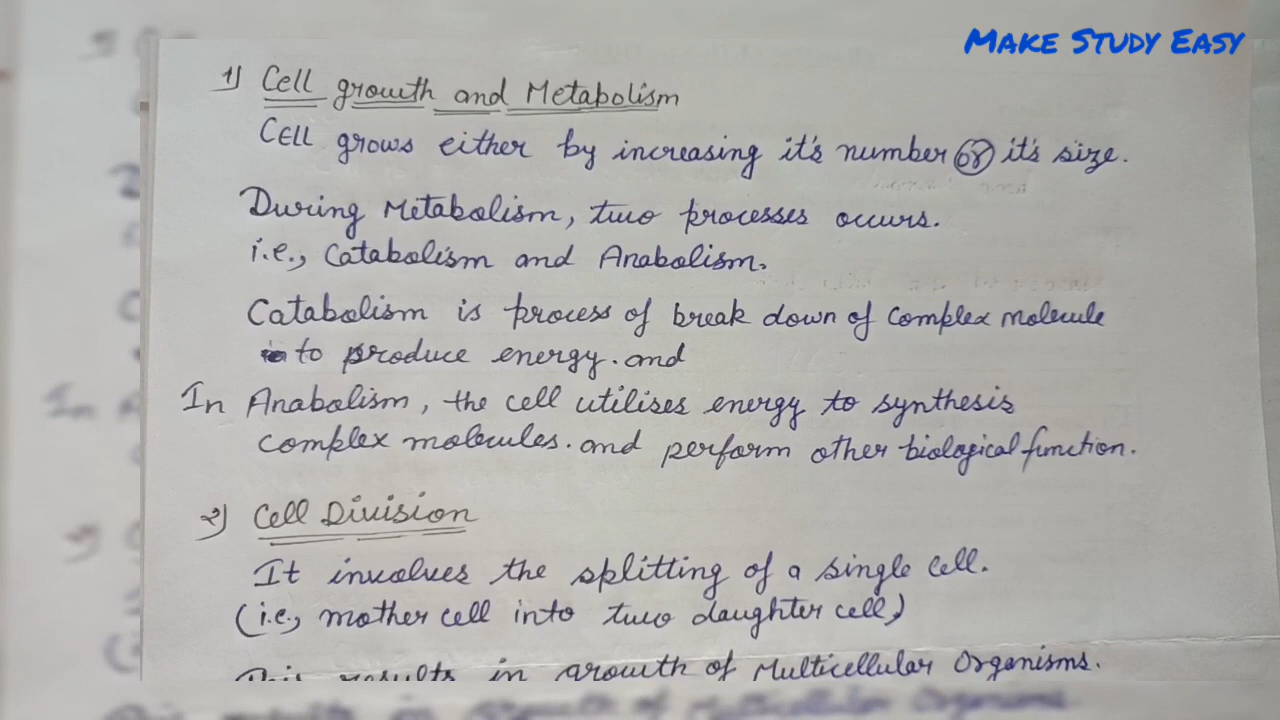 Make Study Easy
1) Cell growth and Metabolism
Cell grows either by increasing it's number or it's size.
During Metabolism, two processes occurs.
i.e., Catabolism and Anabolism.
Catabolism is process of break down of complex molecule
to produce energy. and
In Anabolism, the cell utilises energy to synthesis
complex molecules. and perform other biological function.
2) Cell Division
It involves the splitting of a single cell.
(i.e., mother cell into two daughter cell)
This results in growth of Multicellular Organisms.